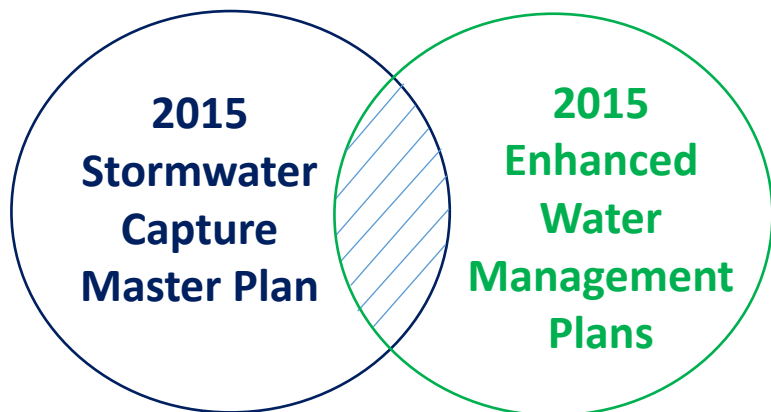 2015
Stormwater
Capture
Master Plan
2015
Enhanced
Water
Management
Plans